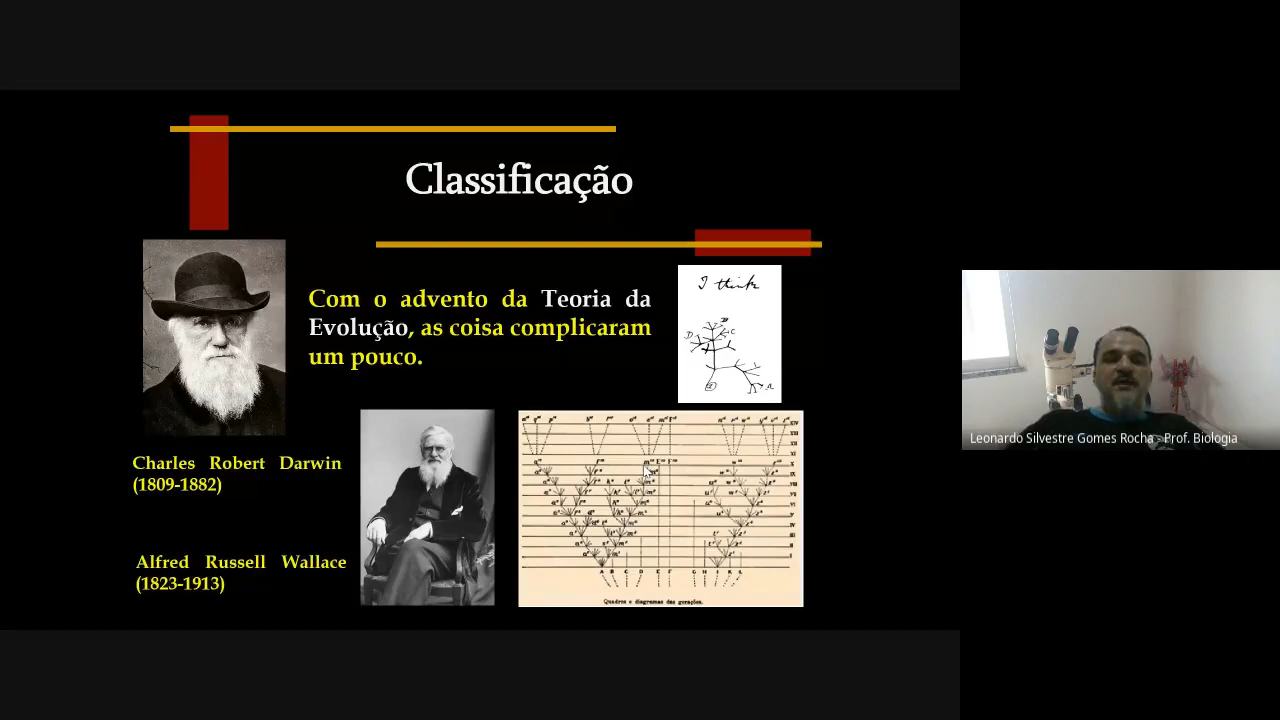 Classificação
Com o advento da Teoria da
Evolução, as coisa complicaram
um pouco.
I think
Charles Robert Darwin
(1809-1882)
Alfred Russell Wallace
(1823-1913)
Quadros e diagramas das gerações.
Leonardo Silvestre Gomes Rocha - Prof. Biologia